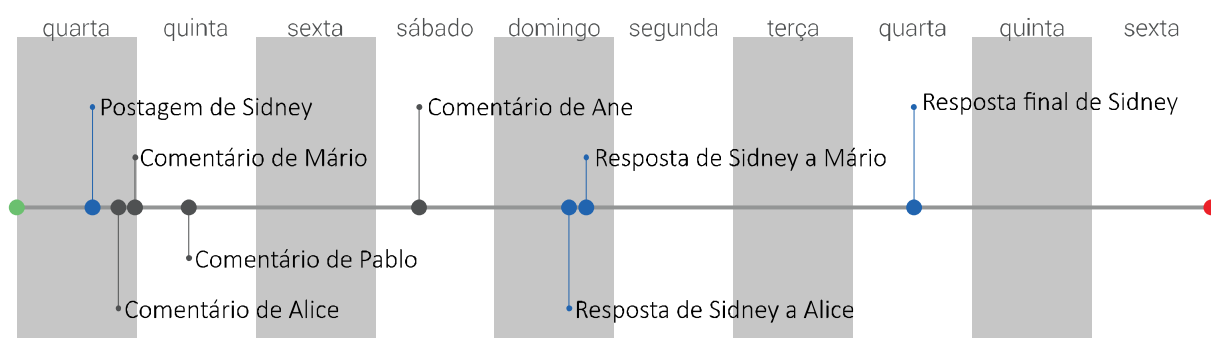 quarta quinta sexta sábado domingo segunda terça quarta quinta sexta
Postagem de Sidney
Comentário de Ane
Resposta final de Sidney
Comentário de Mário
Resposta de Sidney a Mário
Comentário de Pablo
Comentário de Alice
Resposta de Sidney a Alice